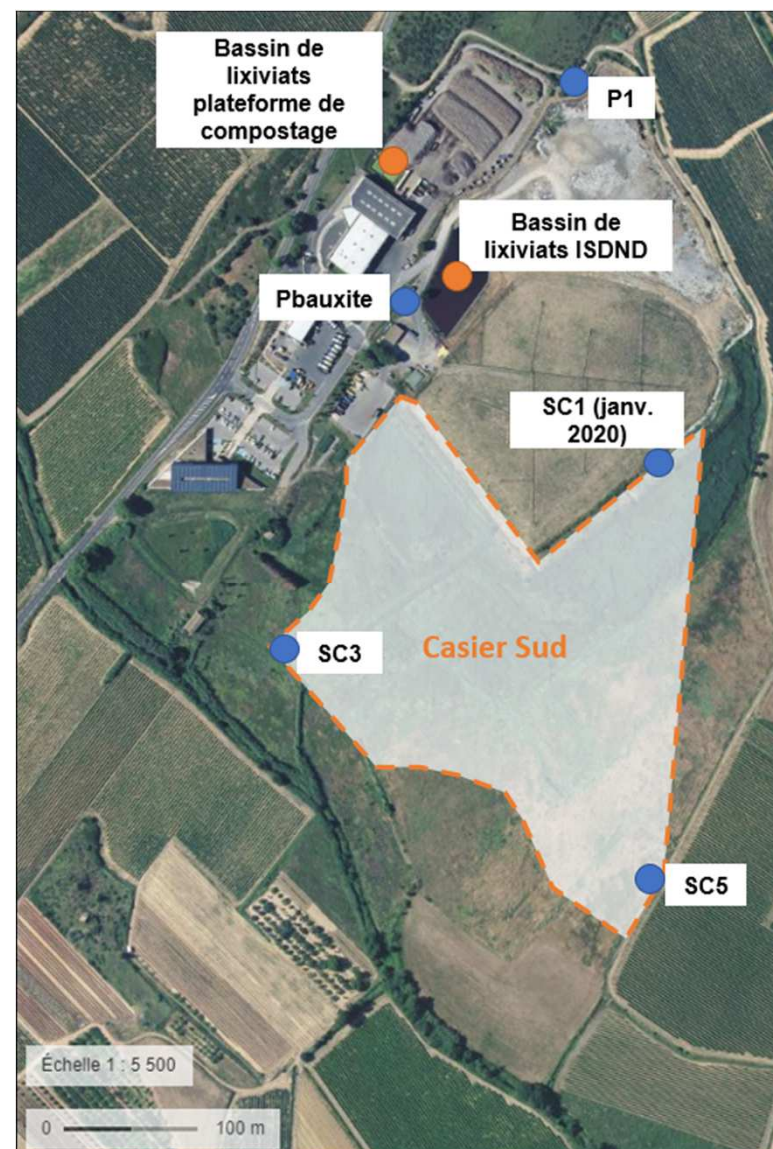 Bassin de
lixiviats
plateforme de
compostage
P1
Bassin de
lixiviats ISDND
Pbauxite
SC1 (janv.
2020)
SC3
Casier Sud
SC5
Échelle 1 : 5 500
0 100 m